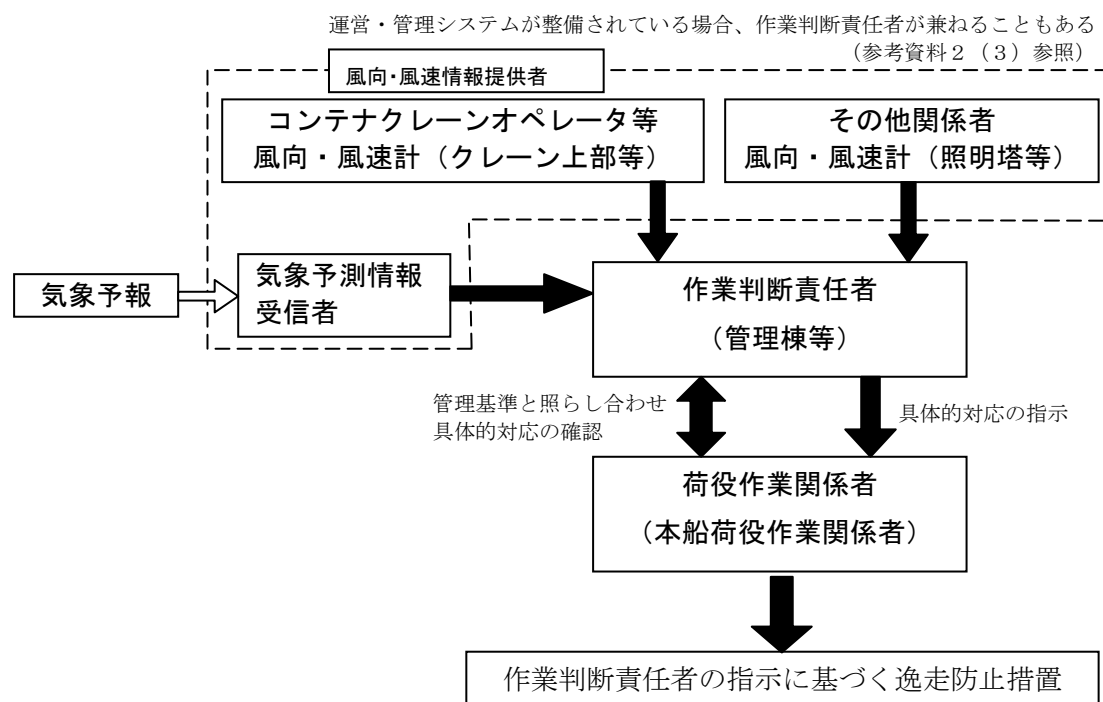 運営・管理システムが整備されている場合、作業判断責任者が兼ねることもある
（参考資料２（３）参照）
風向・風速情報提供者
コンテナクレーンオペレータ等
風向・風速計（クレーン上部等）
その他関係者
風向・風速計（照明塔等）
気象予報
気象予測情報
受信者
作業判断責任者
（管理棟等）
管理基準と照らし合わせ
具体的対応の確認
具体的対応の指示
荷役作業関係者
（本船荷役作業関係者）
作業判断責任者の指示に基づく逸走防止措置